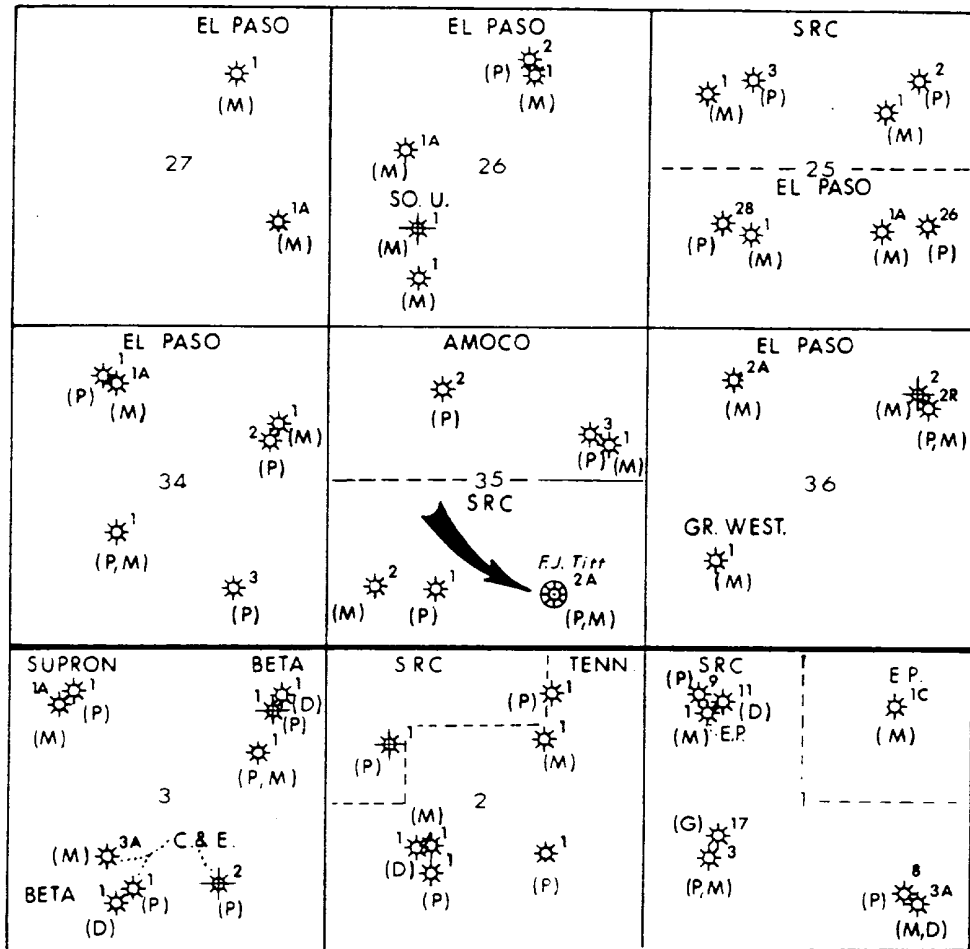 EL PASO
1
(M)
27
1A
(M)
EL PASO
2
(P)
1
(M)
1A
(M)
26
SO. U.
1
(M)
1
(M)
SRC
1
(M)
3
(P)
2
(P)
1
(M)
25
EL PASO
28
(P)
1
(M)
1A
(M)
26
(P)
EL PASO
1
(P)
1A
(M)
1
(M)
2
(P)
34
1
(P,M)
3
(P)
AMOCO
2
(P)
3
(P)
1
(M)
35
SRC
2
(M)
1
(P)
F.J. Titt
2A
(P,M)
EL PASO
2A
(M)
2
(M)
2R
(P,M)
36
GR. WEST.
1
(M)
SUPRON
1A
(M)
1
(P)
BETA
1
(D)
1
(P)
1
(P,M)
3
C. & E.
3A
(M)
BETA
1
(D)
1
(P)
2
(P)
SRC
TENN.
1
(P)
1
(P)
1
(M)
2
(M)
1
1
(D)
1
(P)
1
(P)
SRC
(P)
9
11
(D)
1
(M)
E.P.
E.P.
1C
(M)
1
(G)
17
3
(P,M)
8
(P)
3A
(M,D)